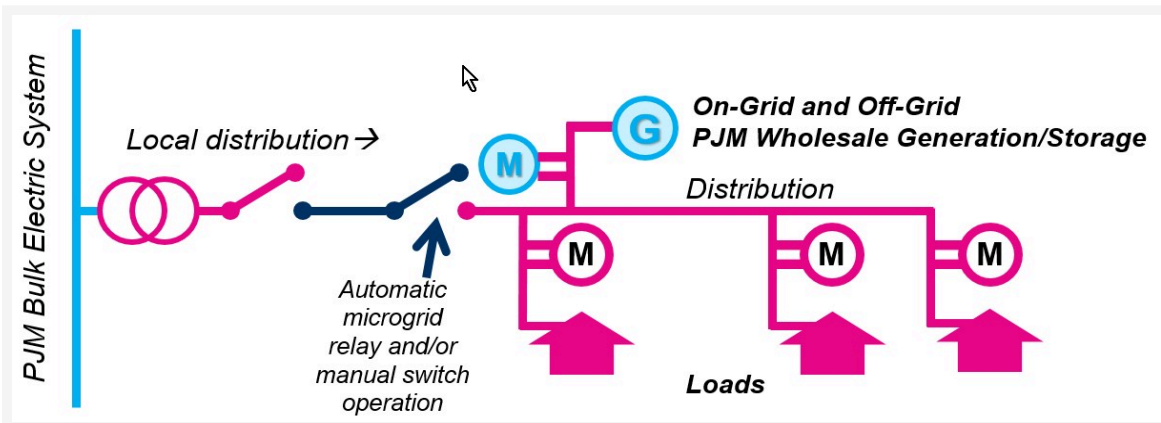 PJM Bulk Electric System
Local distribution →
M
G
On-Grid and Off-Grid
PJM Wholesale Generation/Storage
Distribution
M
M
M
Automatic
microgrid
relay and/or
manual switch
operation
Loads